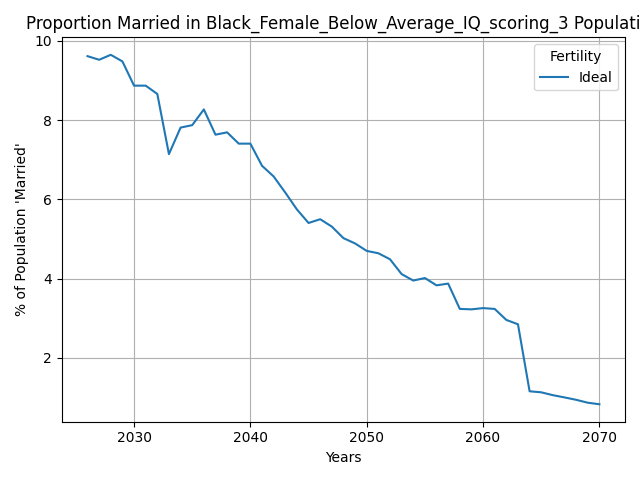 Proportion Married in Black_Female_Below_Average_IQ_scoring_3 Populati
10
8
6
4
2
% of Population 'Married'
Fertility
Ideal
2030 2040 2050 2060 2070
Years